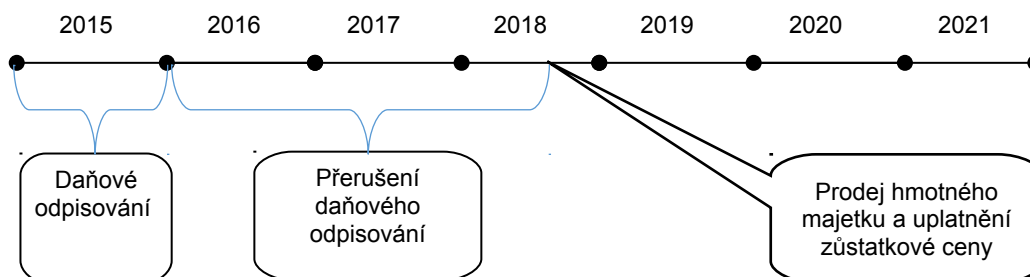 2015 2016 2017 2018 2019 2020 2021
Daňové
odpisování
Přerušení
daňového
odpisování
Prodej hmotného
majetku a uplatnění
zůstatkové ceny